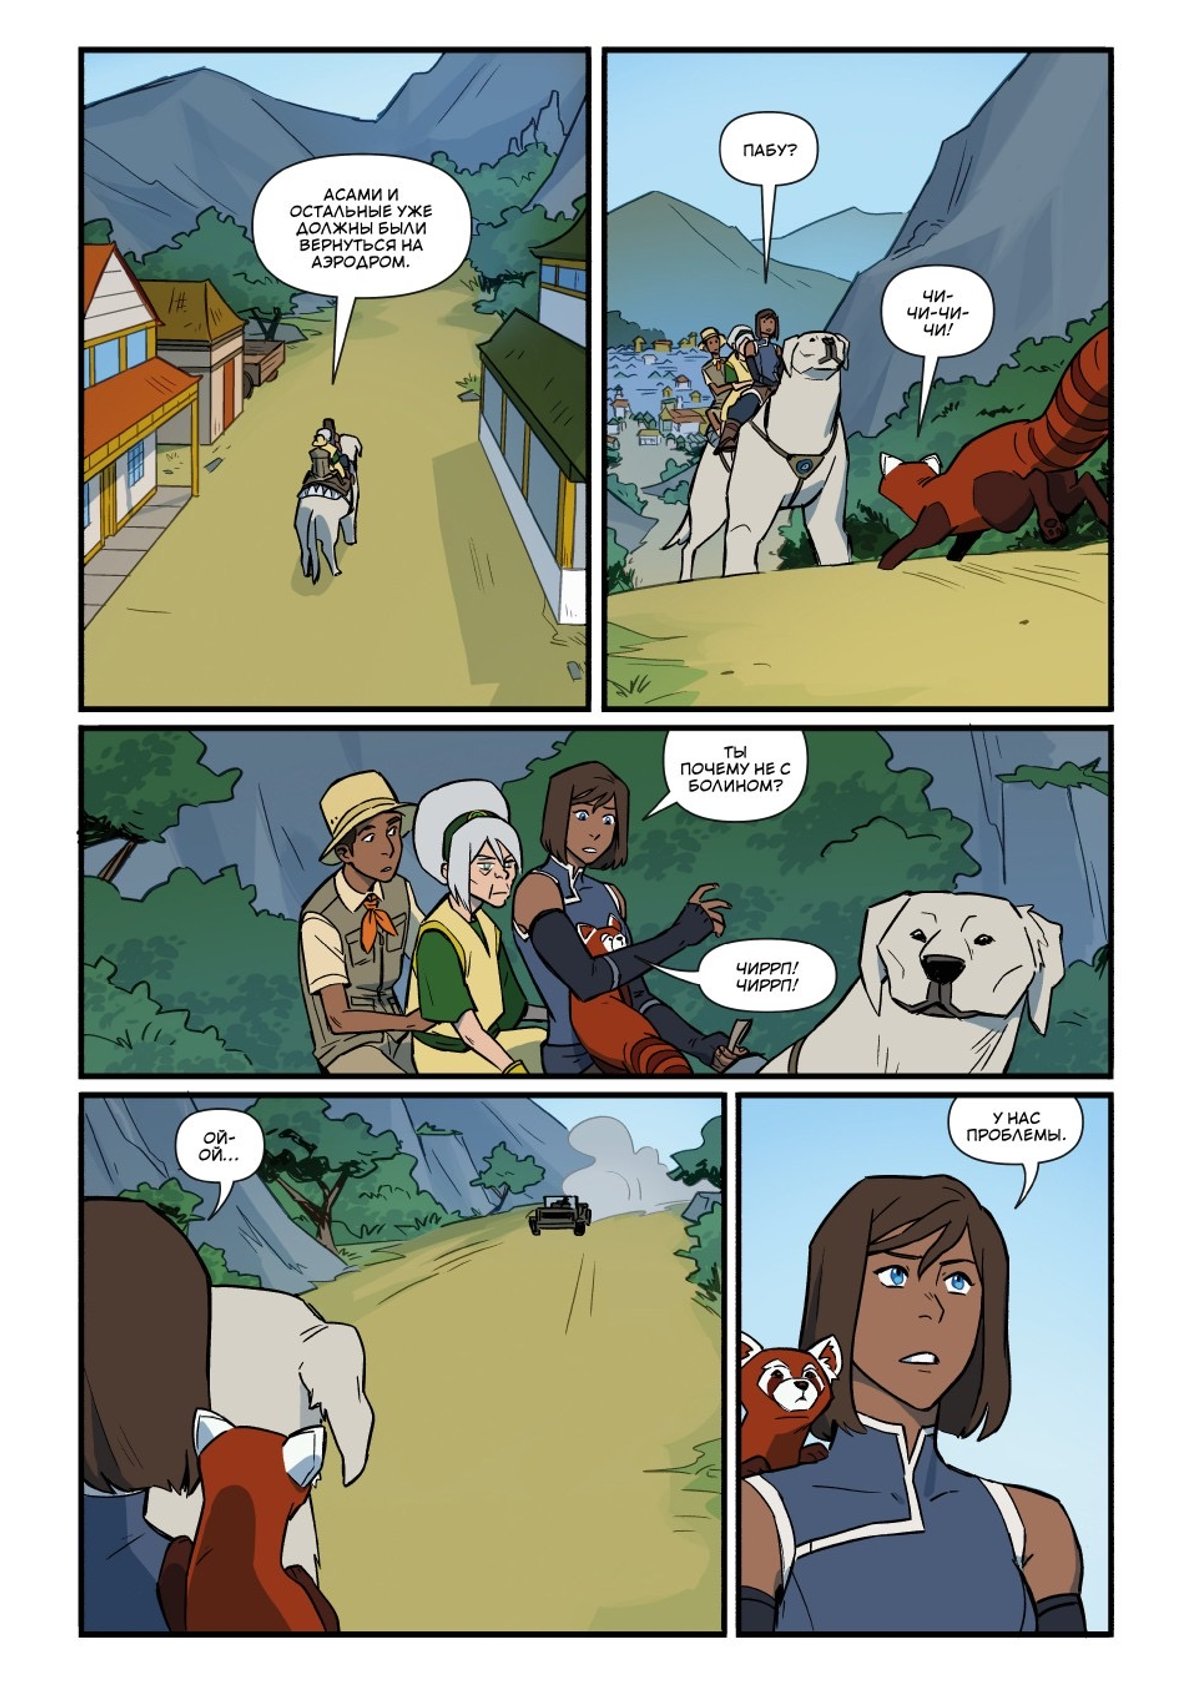 АСАМИ И
ОСТАЛЬНЫЕ УЖЕ
ДОЛЖНЫ БЫЛИ
ВЕРНУТЬСЯ НА
АЭРОДРОМ.
ПАБУ?
ЧИ-
ЧИ-ЧИ-
ЧИ!
ТЫ
ПОЧЕМУ НЕ С
БОЛИНОМ?
ЧИРРП!
ЧИРРП!
ОЙ-
ОЙ...
У НАС
ПРОБЛЕМЫ.